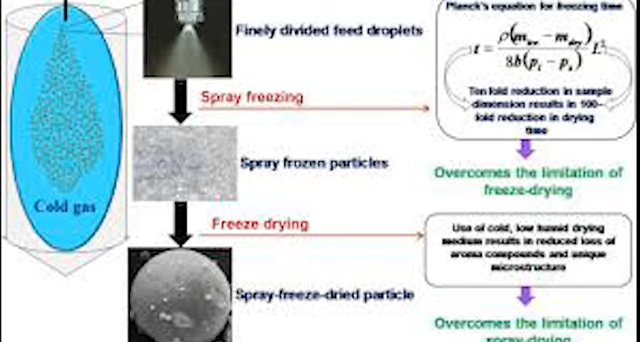 Planck's equation for freezing time
Finely divided feed droplets
Spray freezing
Ten fold reduction in sample
dimension results in 100-
fold reduction in drying
time
Spray frozen particles
Overcomes the limitation of
freeze-drying
Cold gas
Freeze drying
Use of cold, low humid drying
medium results in reduced loss of
aroma compounds and unique
microstructure
Spray-freeze-dried particle
Overcomes the limitation of
spray-drying